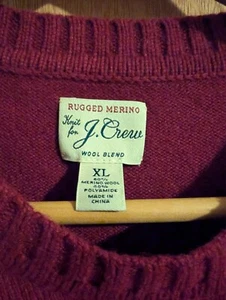 RUGGED MERINO
Knit for J.Crew
WOOL BLEND
XL
MERINO WOOL
POLYAMIDE
MADE IN
CHINA